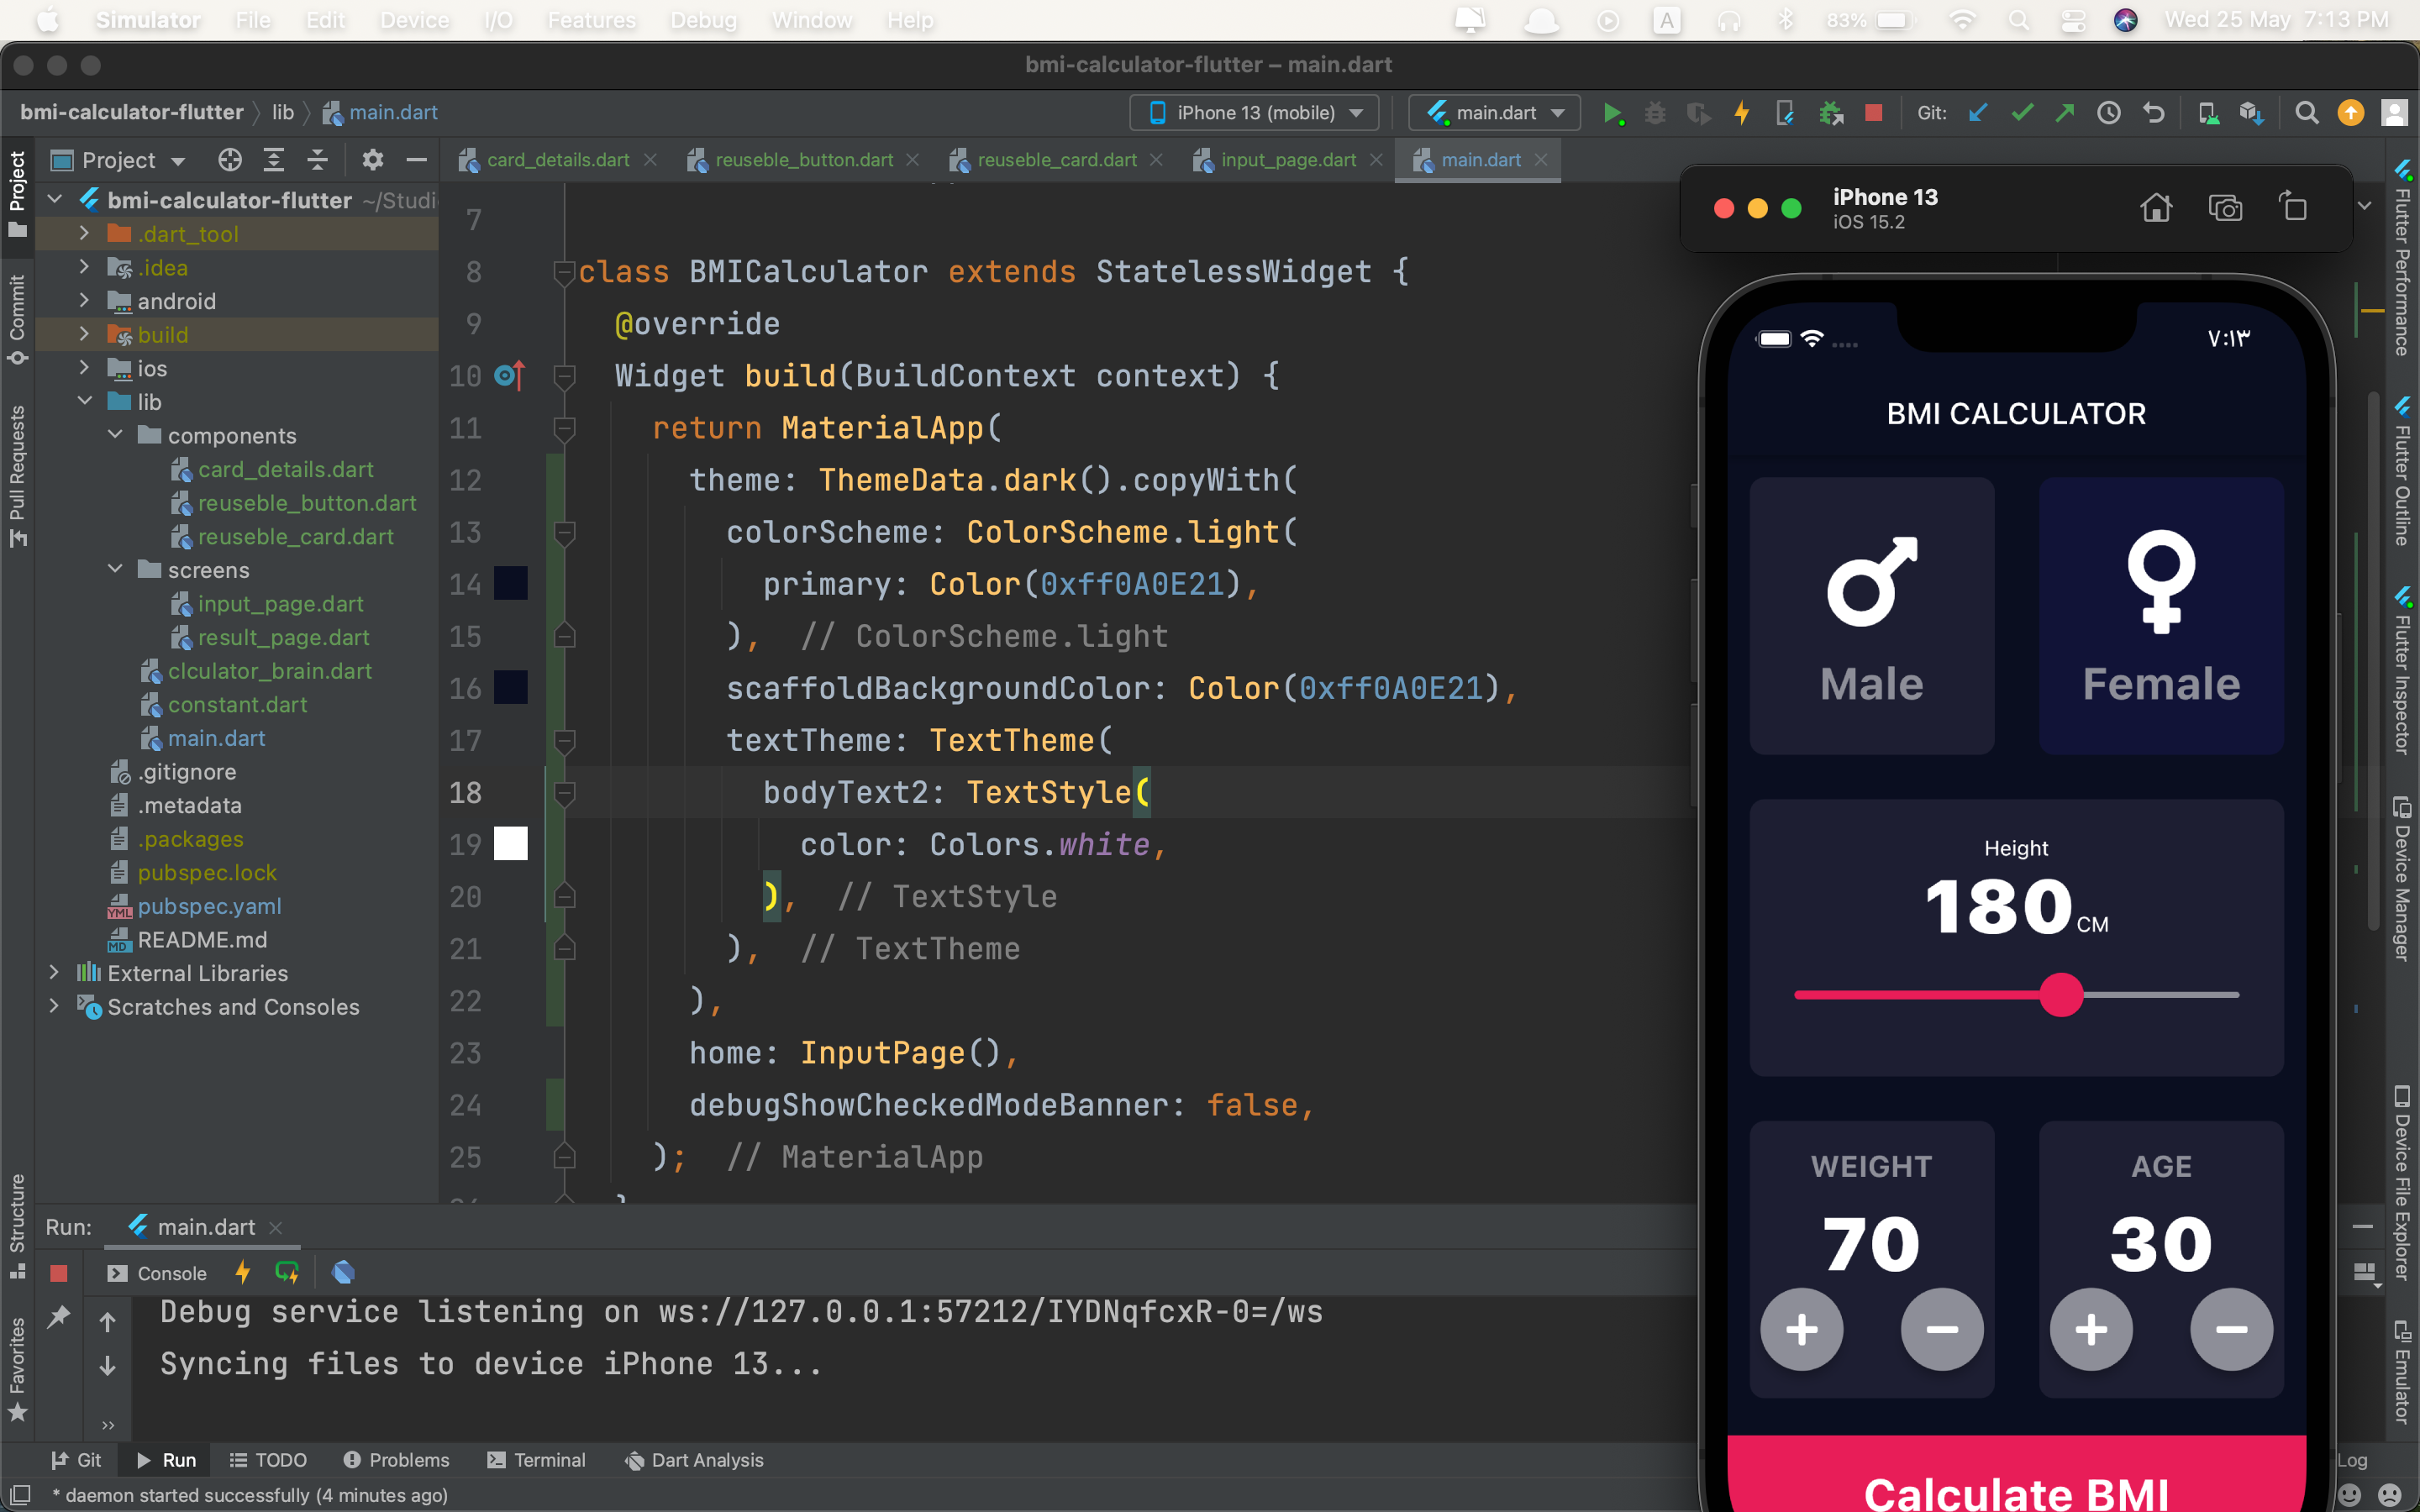 Simulator File Edit Device I/O Features Debug Window Help A 83% Wed 25 May 7:13 PM
bmi-calculator-flutter – main.dart
bmi-calculator-flutter lib main.dart iPhone 13 (mobile) main.dart Git:
Project
card_details.dart reuseble_button.dart reuseble_card.dart input_page.dart main.dart
Project
Commit
Pull Requests
Structure
Favorites
bmi-calculator-flutter ~/Studi
.dart_tool
.idea
android
build
ios
lib
components
card_details.dart
reuseble_button.dart
reuseble_card.dart
screens
input_page.dart
result_page.dart
clculator_brain.dart
constant.dart
main.dart
.gitignore
.metadata
.packages
pubspec.lock
YML pubspec.yaml
MD README.md
External Libraries
Scratches and Consoles
7
8 class BMICalculator extends StatelessWidget {
9 @override
10 Widget build(BuildContext context) {
11 return MaterialApp(
12 theme: ThemeData.dark().copyWith(
13 colorScheme: ColorScheme.light(
14 primary: Color(0xff0A0E21),
15 ), // ColorScheme.light
16 scaffoldBackgroundColor: Color(0xff0A0E21),
17 textTheme: TextTheme(
18 bodyText2: TextStyle(
19 color: Colors.white,
20 ), // TextStyle
21 ), // TextTheme
22 ),
23 home: InputPage(),
24 debugShowCheckedModeBanner: false,
25 ); // MaterialApp
iPhone 13
iOS 15.2
٧:١٣
BMI CALCULATOR
Male Female
Height
180 CM
WEIGHT AGE
70 30
Calculate BMI
Flutter Performance
Flutter Outline
Flutter Inspector
Device Manager
Device File Explorer
Emulator
Run: main.dart
Console
Debug service listening on ws://127.0.0.1:57212/IYDNqfcxR-0=/ws
Syncing files to device iPhone 13...
Git Run TODO Problems Terminal Dart Analysis Log
* daemon started successfully (4 minutes ago)